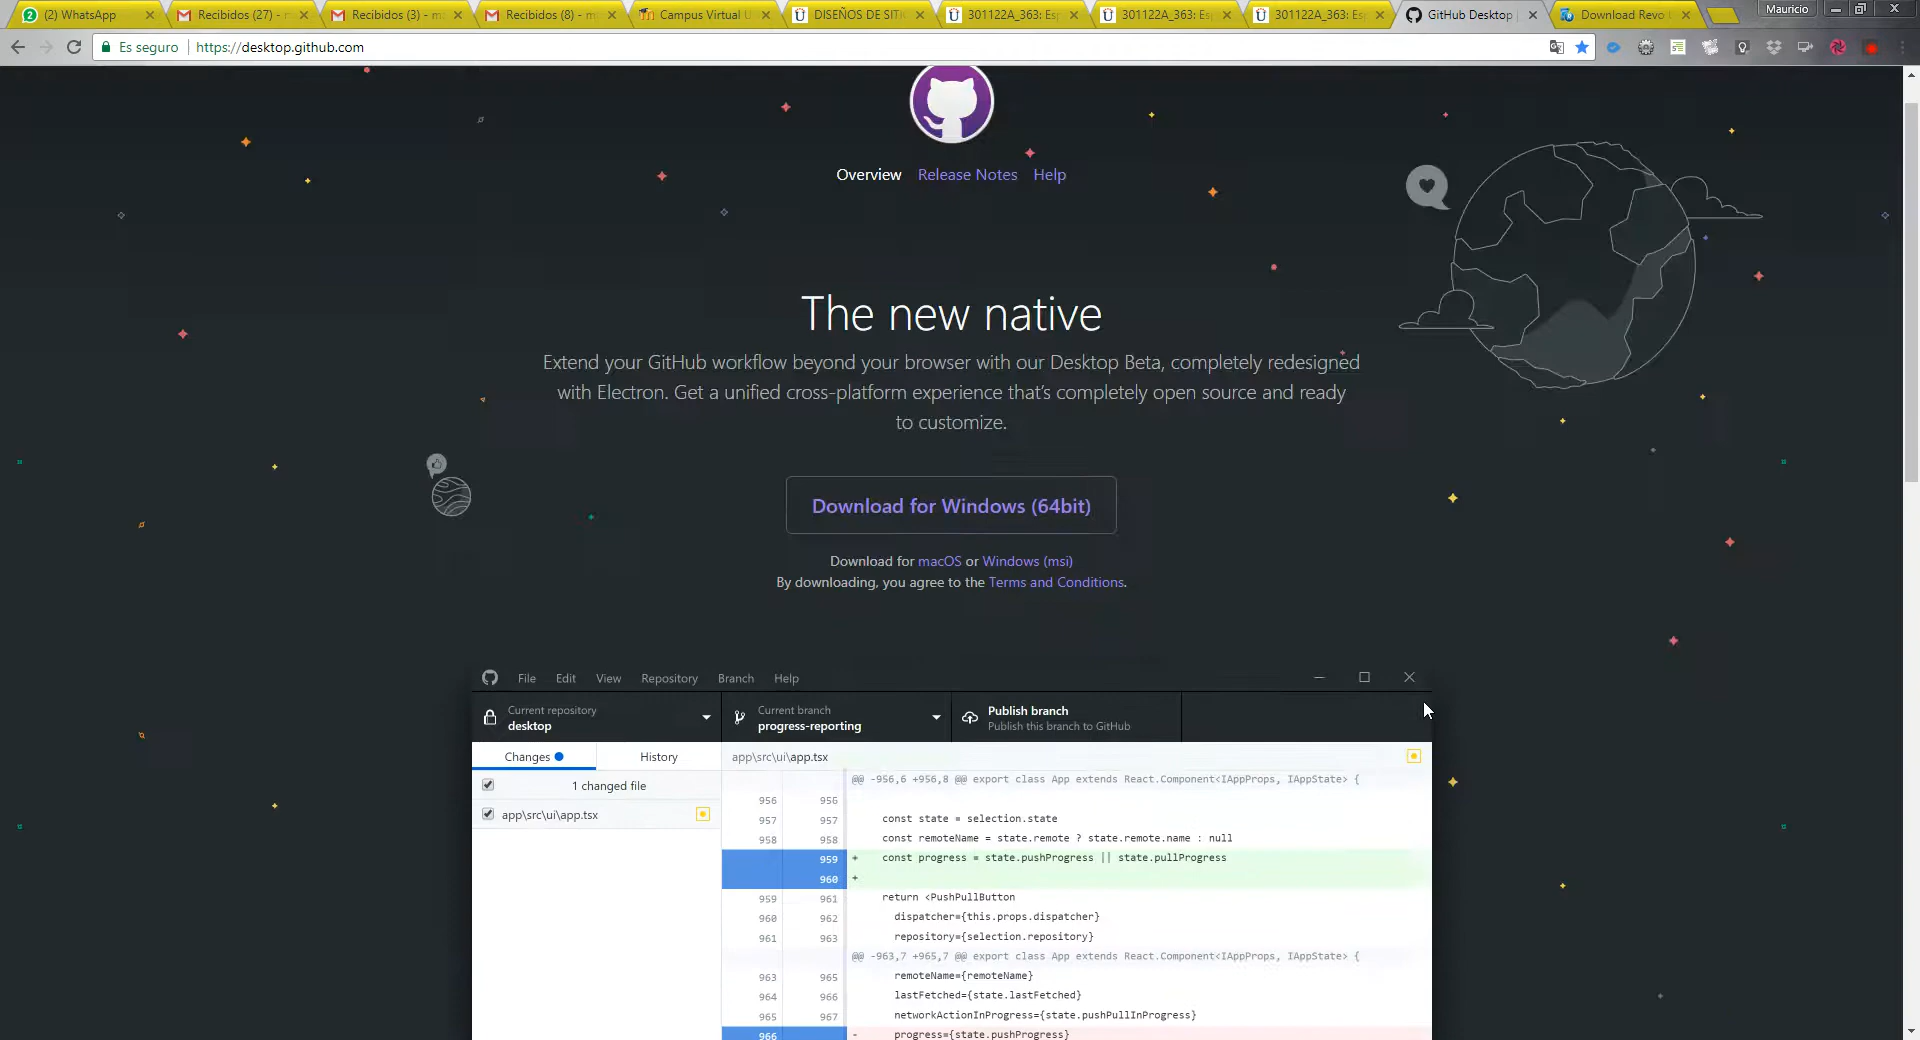 (2) WhatsApp
Recibidos (27) - m
Recibidos (3) - m
Recibidos (8) - m
Campus Virtual U
DISEÑOS DE SITI
301122A_363: Esp
301122A_363: Es
301122A_363: Es
GitHub Desktop
Download Revo
Mauricio
Es seguro
https://desktop.github.com
Overview Release Notes Help
The new native
Extend your GitHub workflow beyond your browser with our Desktop Beta, completely redesigned
with Electron. Get a unified cross-platform experience that's completely open source and ready
to customize.
Download for Windows (64bit)
Download for macOS or Windows (msi)
By downloading, you agree to the Terms and Conditions.
File Edit View Repository Branch Help
Current repository
desktop
Current branch
progress-reporting
Publish branch
Publish this branch to GitHub
Changes History
app\src\ui\app.tsx
1 changed file
app\src\ui\app.tsx
@@ -956,6 +956,8 @@ export class App extends React.Component<IAppProps, IAppState> {
956 956
957 957 const state = selection.state
958 958 const remoteName = state.remote ? state.remote.name : null
959 + const progress = state.pushProgress || state.pullProgress
960 +
959 961 return <PushPullButton
960 962 dispatcher={this.props.dispatcher}
961 963 repository={selection.repository}
@@ -963,7 +965,7 @@ export class App extends React.Component<IAppProps, IAppState> {
963 965 remoteName={remoteName}
964 966 lastFetched={state.lastFetched}
965 967 networkActionInProgress={state.pushPullInProgress}
966 - progress={state.pushProgress}